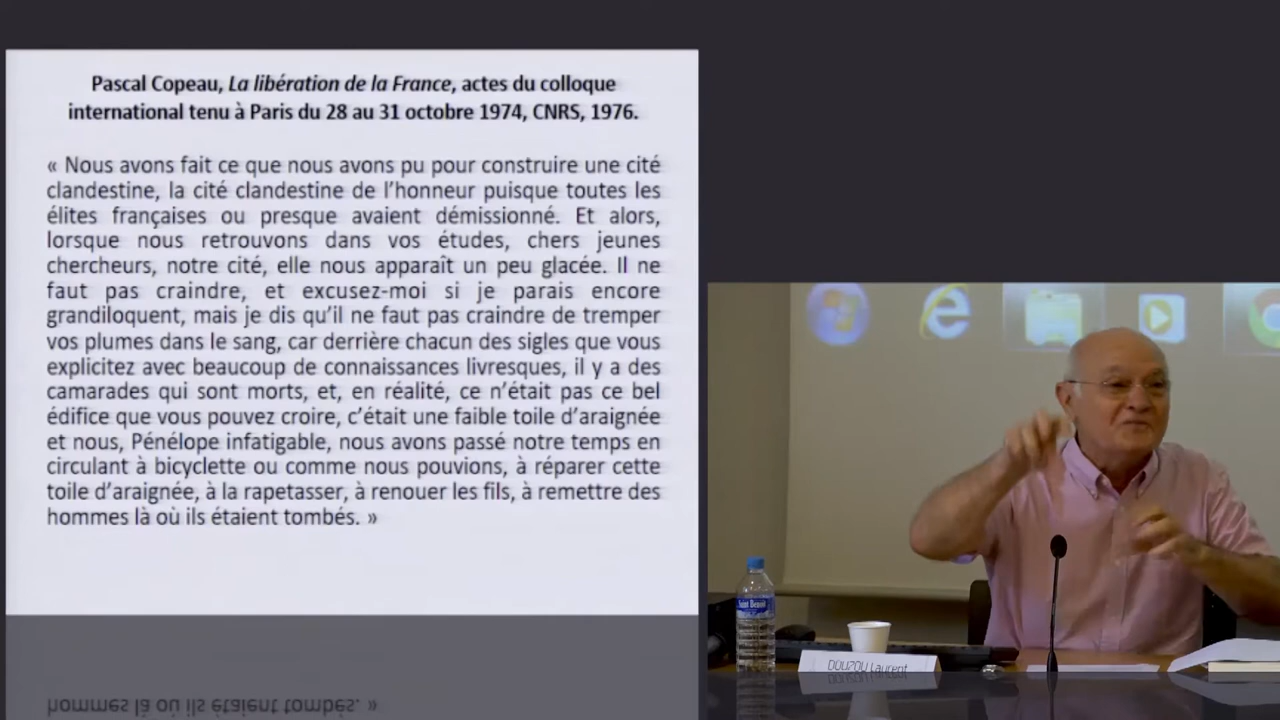 Pascal Copeau, La libération de la France, actes du colloque
international tenu à Paris du 28 au 31 octobre 1974, CNRS, 1976.
« Nous avons fait ce que nous avons pu pour construire une cité
clandestine, la cité clandestine de l’honneur puisque toutes les
élites françaises ou presque avaient démissionné. Et alors,
lorsque nous retrouvons dans vos études, chers jeunes
chercheurs, notre cité, elle nous apparaît un peu glacée. Il ne
faut pas craindre, et excusez-moi si je parais encore
grandiloquent, mais je dis qu’il ne faut pas craindre de tremper
vos plumes dans le sang, car derrière chacun des sigles que vous
explicitez avec beaucoup de connaissances livresques, il y a des
camarades qui sont morts, et, en réalité, ce n’était pas ce bel
édifice que vous pouvez croire, c’était une faible toile d’araignée
et nous, Pénélope infatigable, nous avons passé notre temps en
circulant à bicyclette ou comme nous pouvions, à réparer cette
toile d’araignée, à la rapetasser, à renouer les fils, à remettre des
hommes là où ils étaient tombés. »
Saint Benoit
DOUZOU Laurent